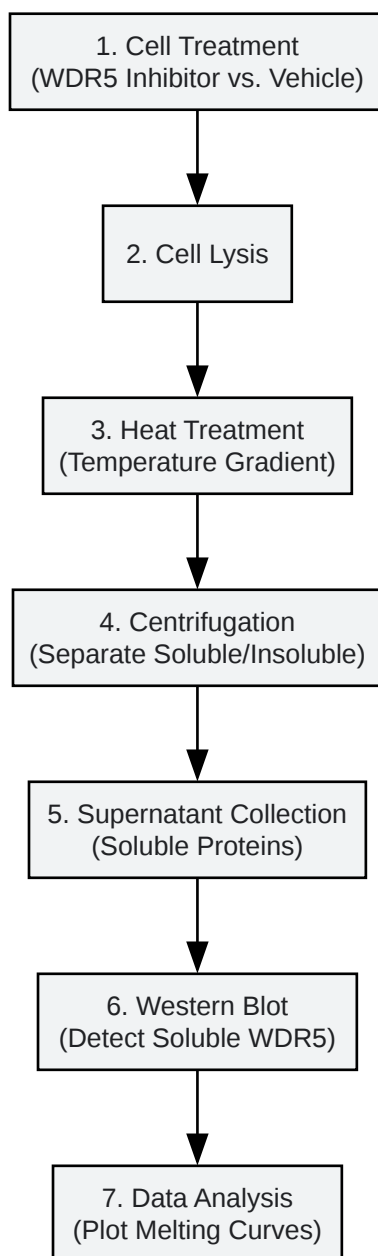 1. Cell Treatment
(WDR5 Inhibitor vs. Vehicle)
2. Cell Lysis
3. Heat Treatment
(Temperature Gradient)
4. Centrifugation
(Separate Soluble/Insoluble)
5. Supernatant Collection
(Soluble Proteins)
6. Western Blot
(Detect Soluble WDR5)
7. Data Analysis
(Plot Melting Curves)